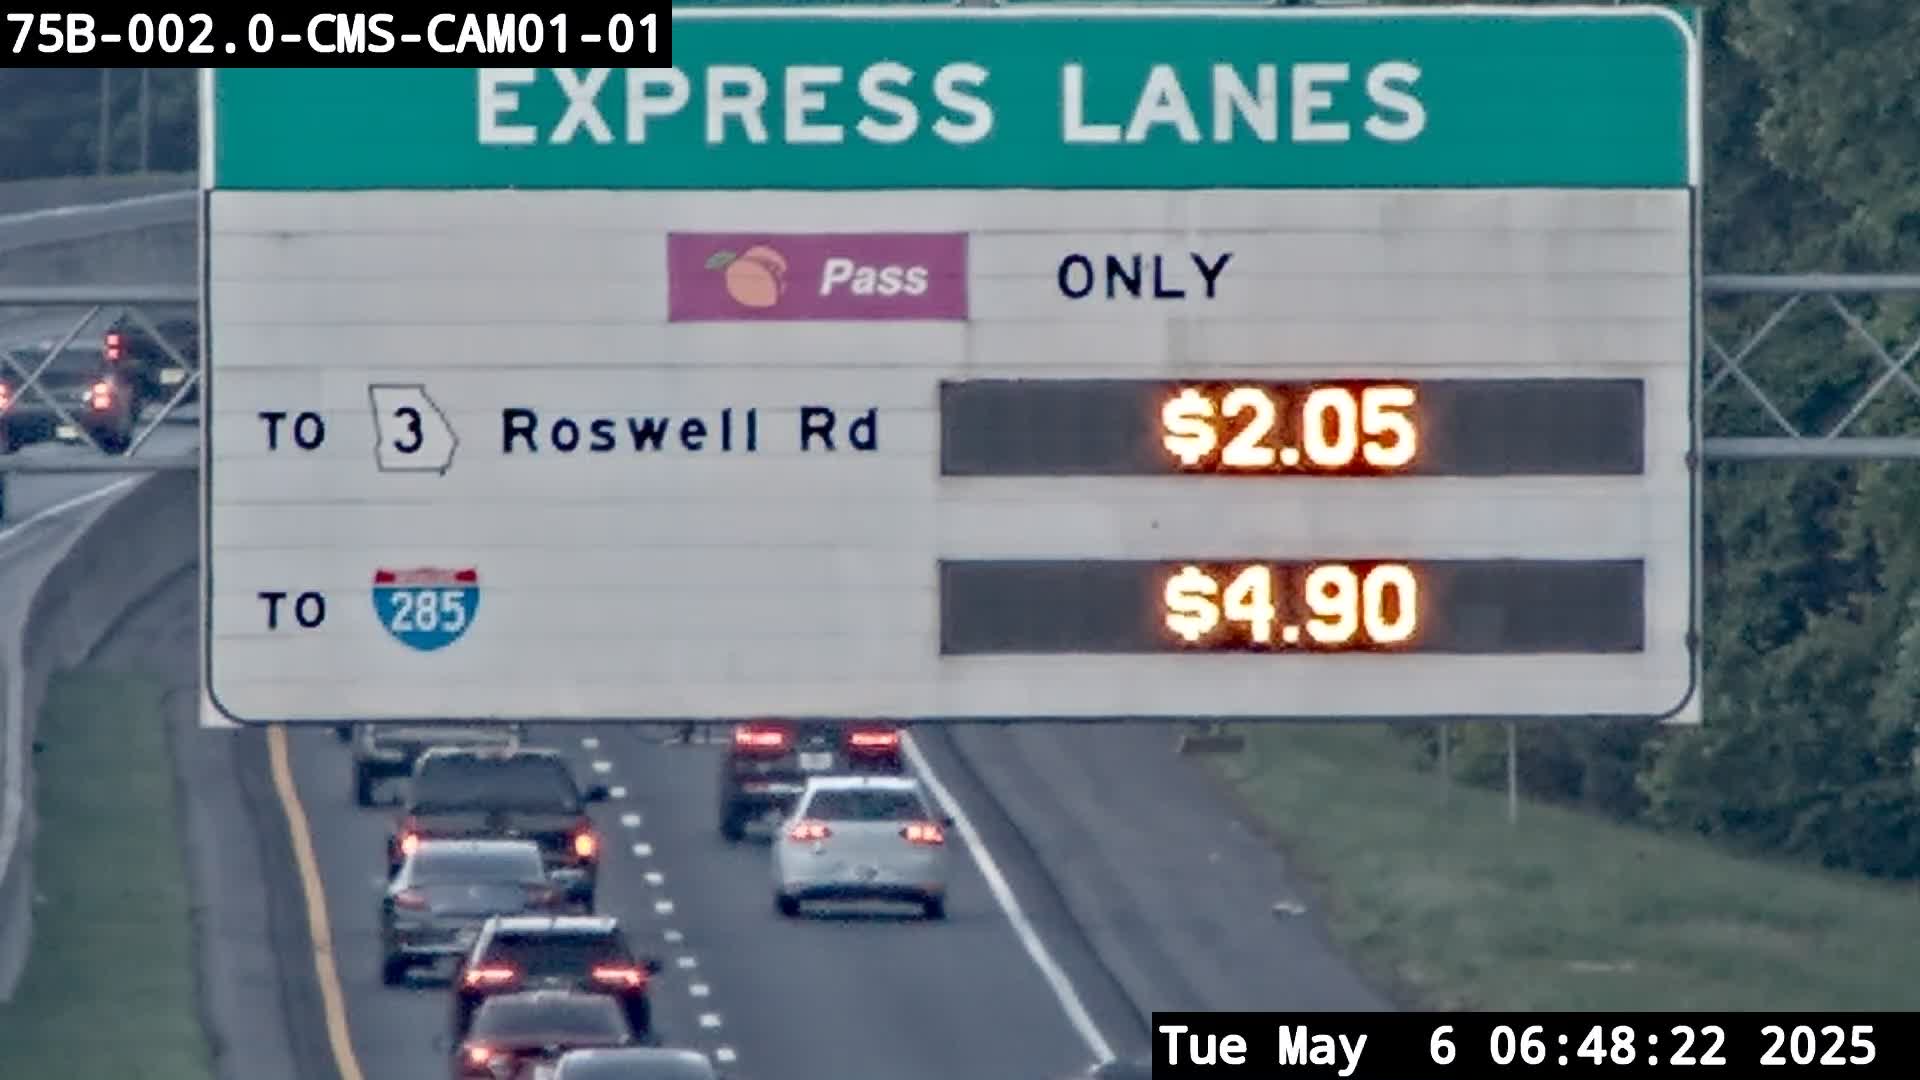 75B-002.0-CMS-CAM01-01
EXPRESS LANES
Pass ONLY
TO 3 Roswell Rd $2.05
TO 285 $4.90
Tue May 6 06:48:22 2025